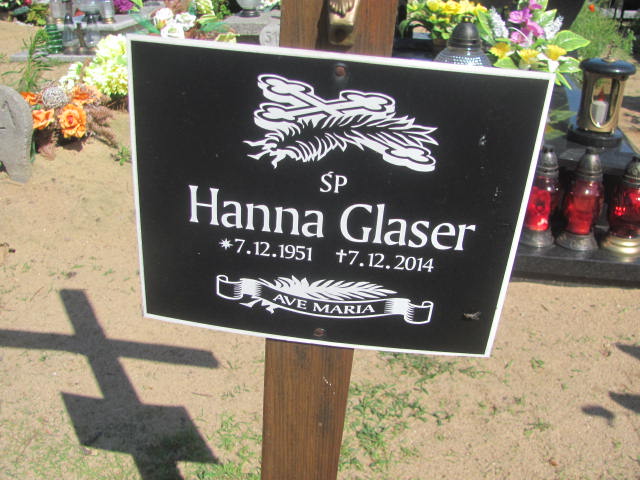 ŚP
Hanna Glaser
*7.12.1951 †7.12.2014
AVE MARIA